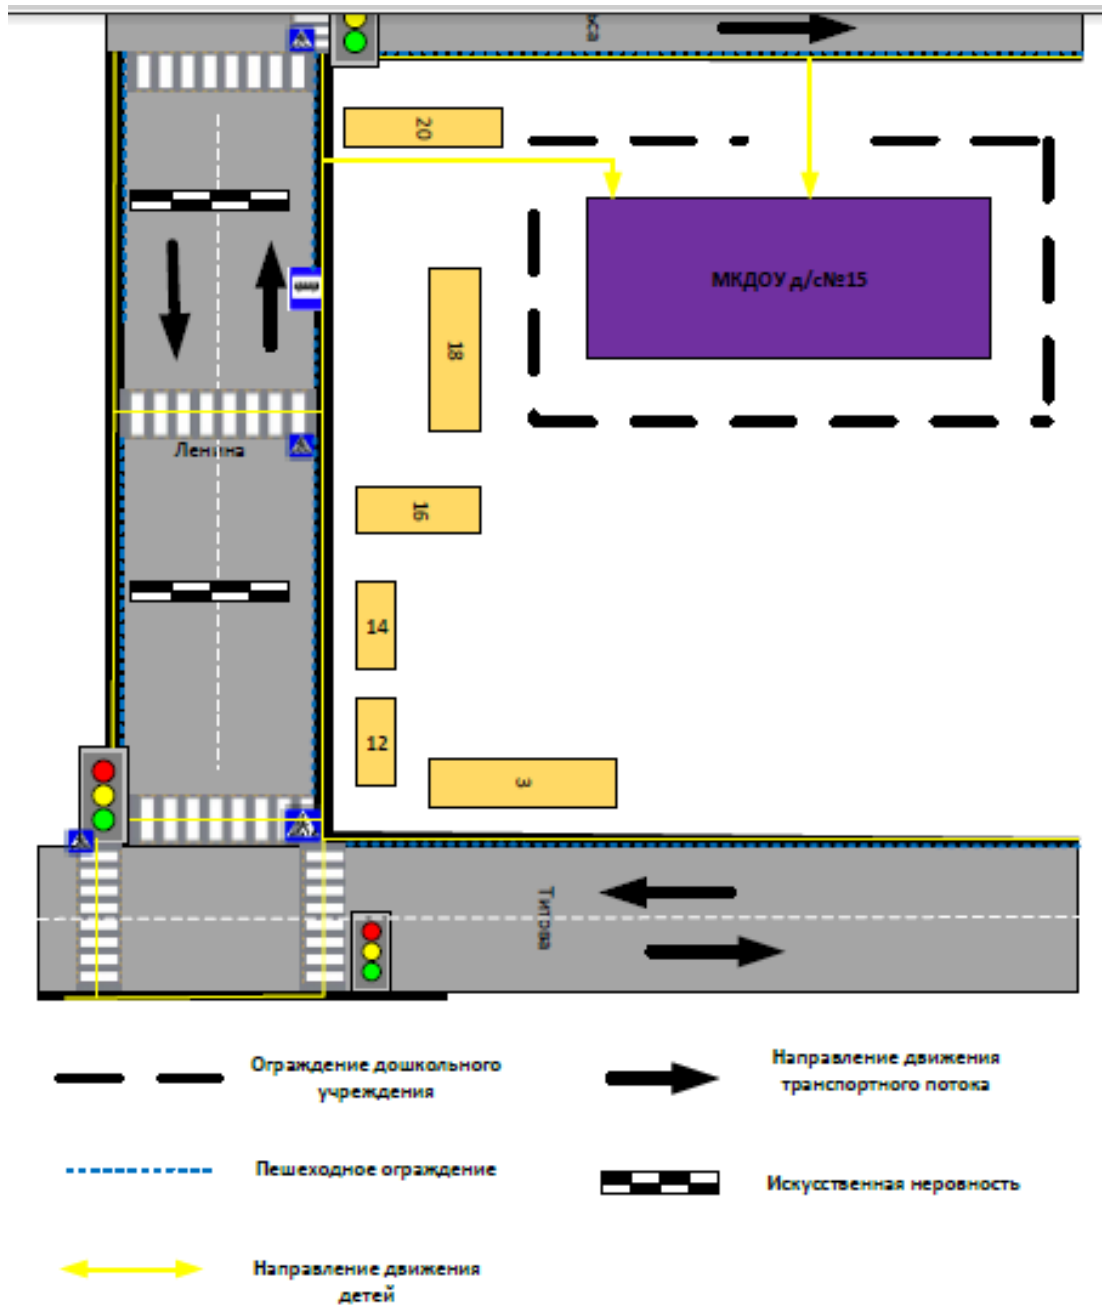 20
МКДОУ д/с№15
18
Ленина
16
14
12
3
Титова
Ограждение дошкольного
учреждения
Направление движения
транспортного потока
Пешеходное ограждение
Искусственная неровность
Направление движения
детей